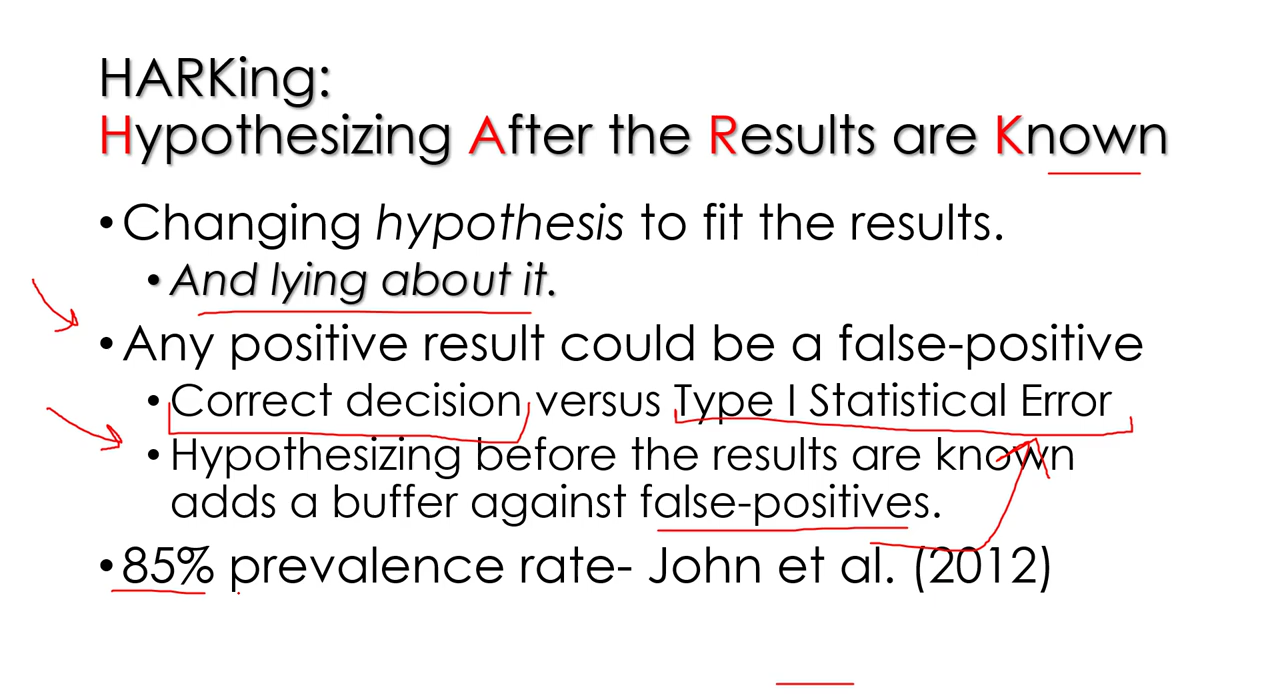 HARKing:
Hypothesizing After the Results are Known
•Changing hypothesis to fit the results.
•And lying about it.
•Any positive result could be a false-positive
•Correct decision versus Type I Statistical Error
•Hypothesizing before the results are known
adds a buffer against false-positives.
•85% prevalence rate- John et al. (2012)